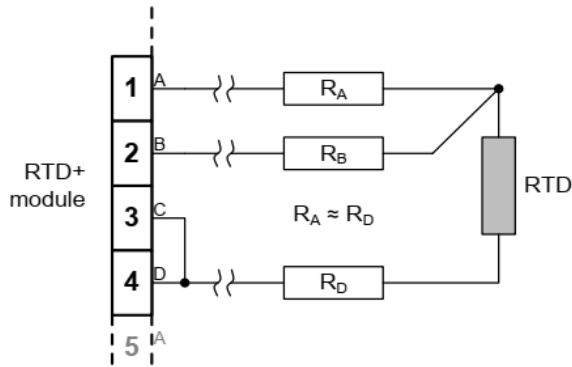 1 A R_A
2 B R_B
RTD+
module
RTD
3 C R_A ≈ R_D
4 D R_D
5 A